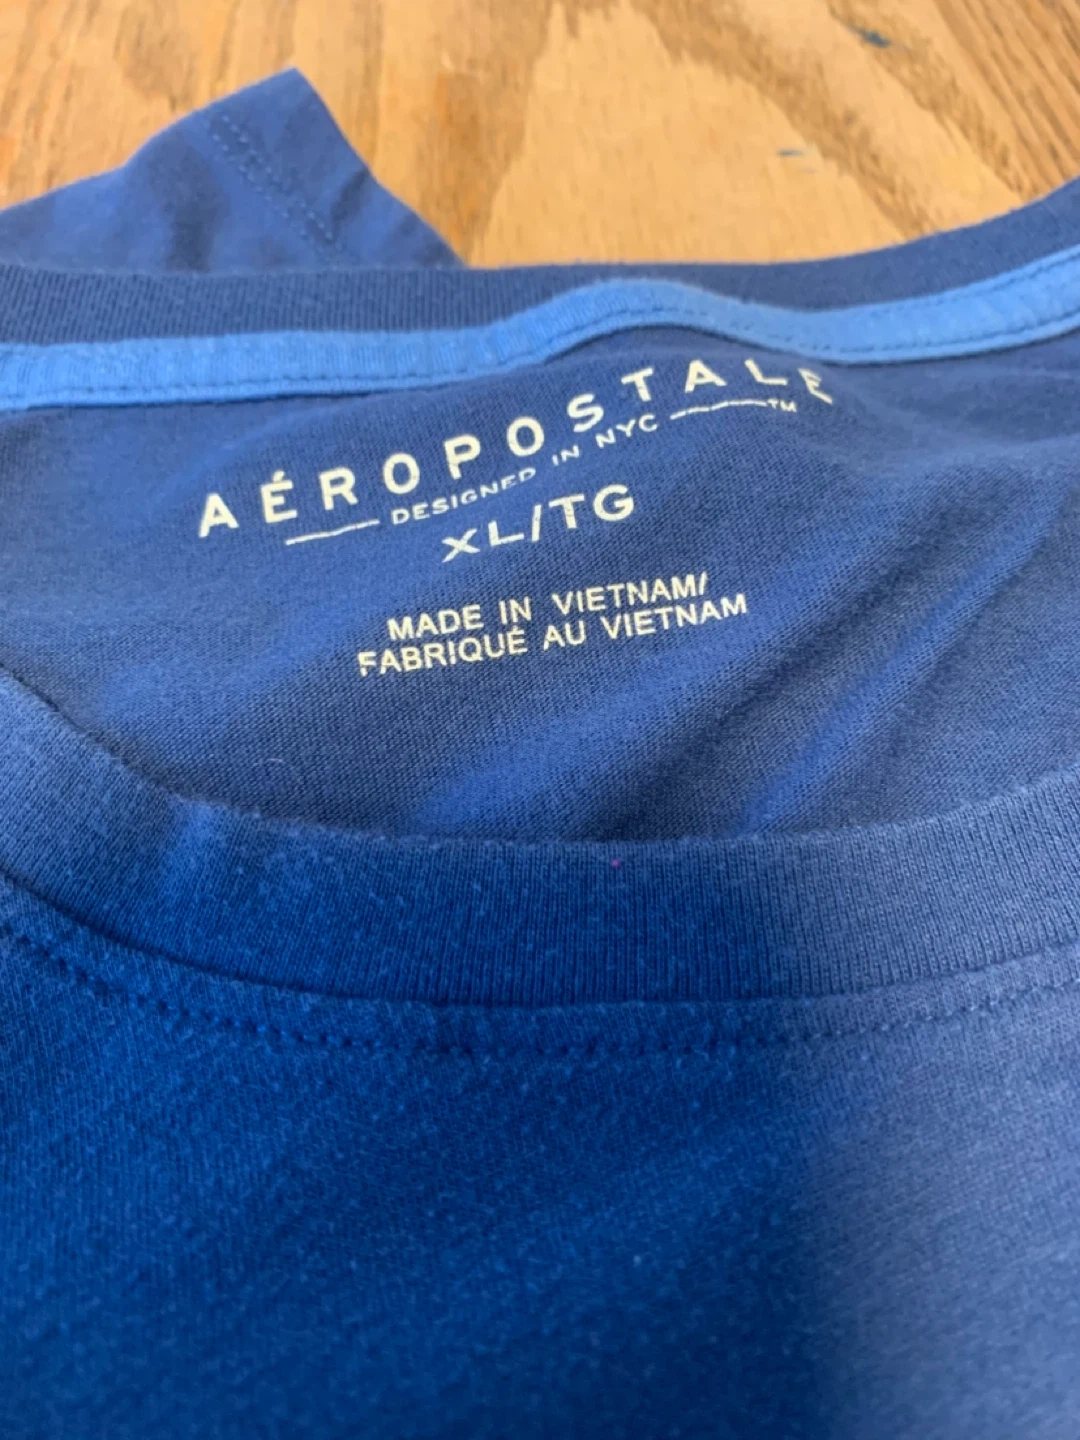 AÉROPOSTALE
DESIGNED IN NYC TM
XL/TG
MADE IN VIETNAM/
FABRIQUÉ AU VIETNAM